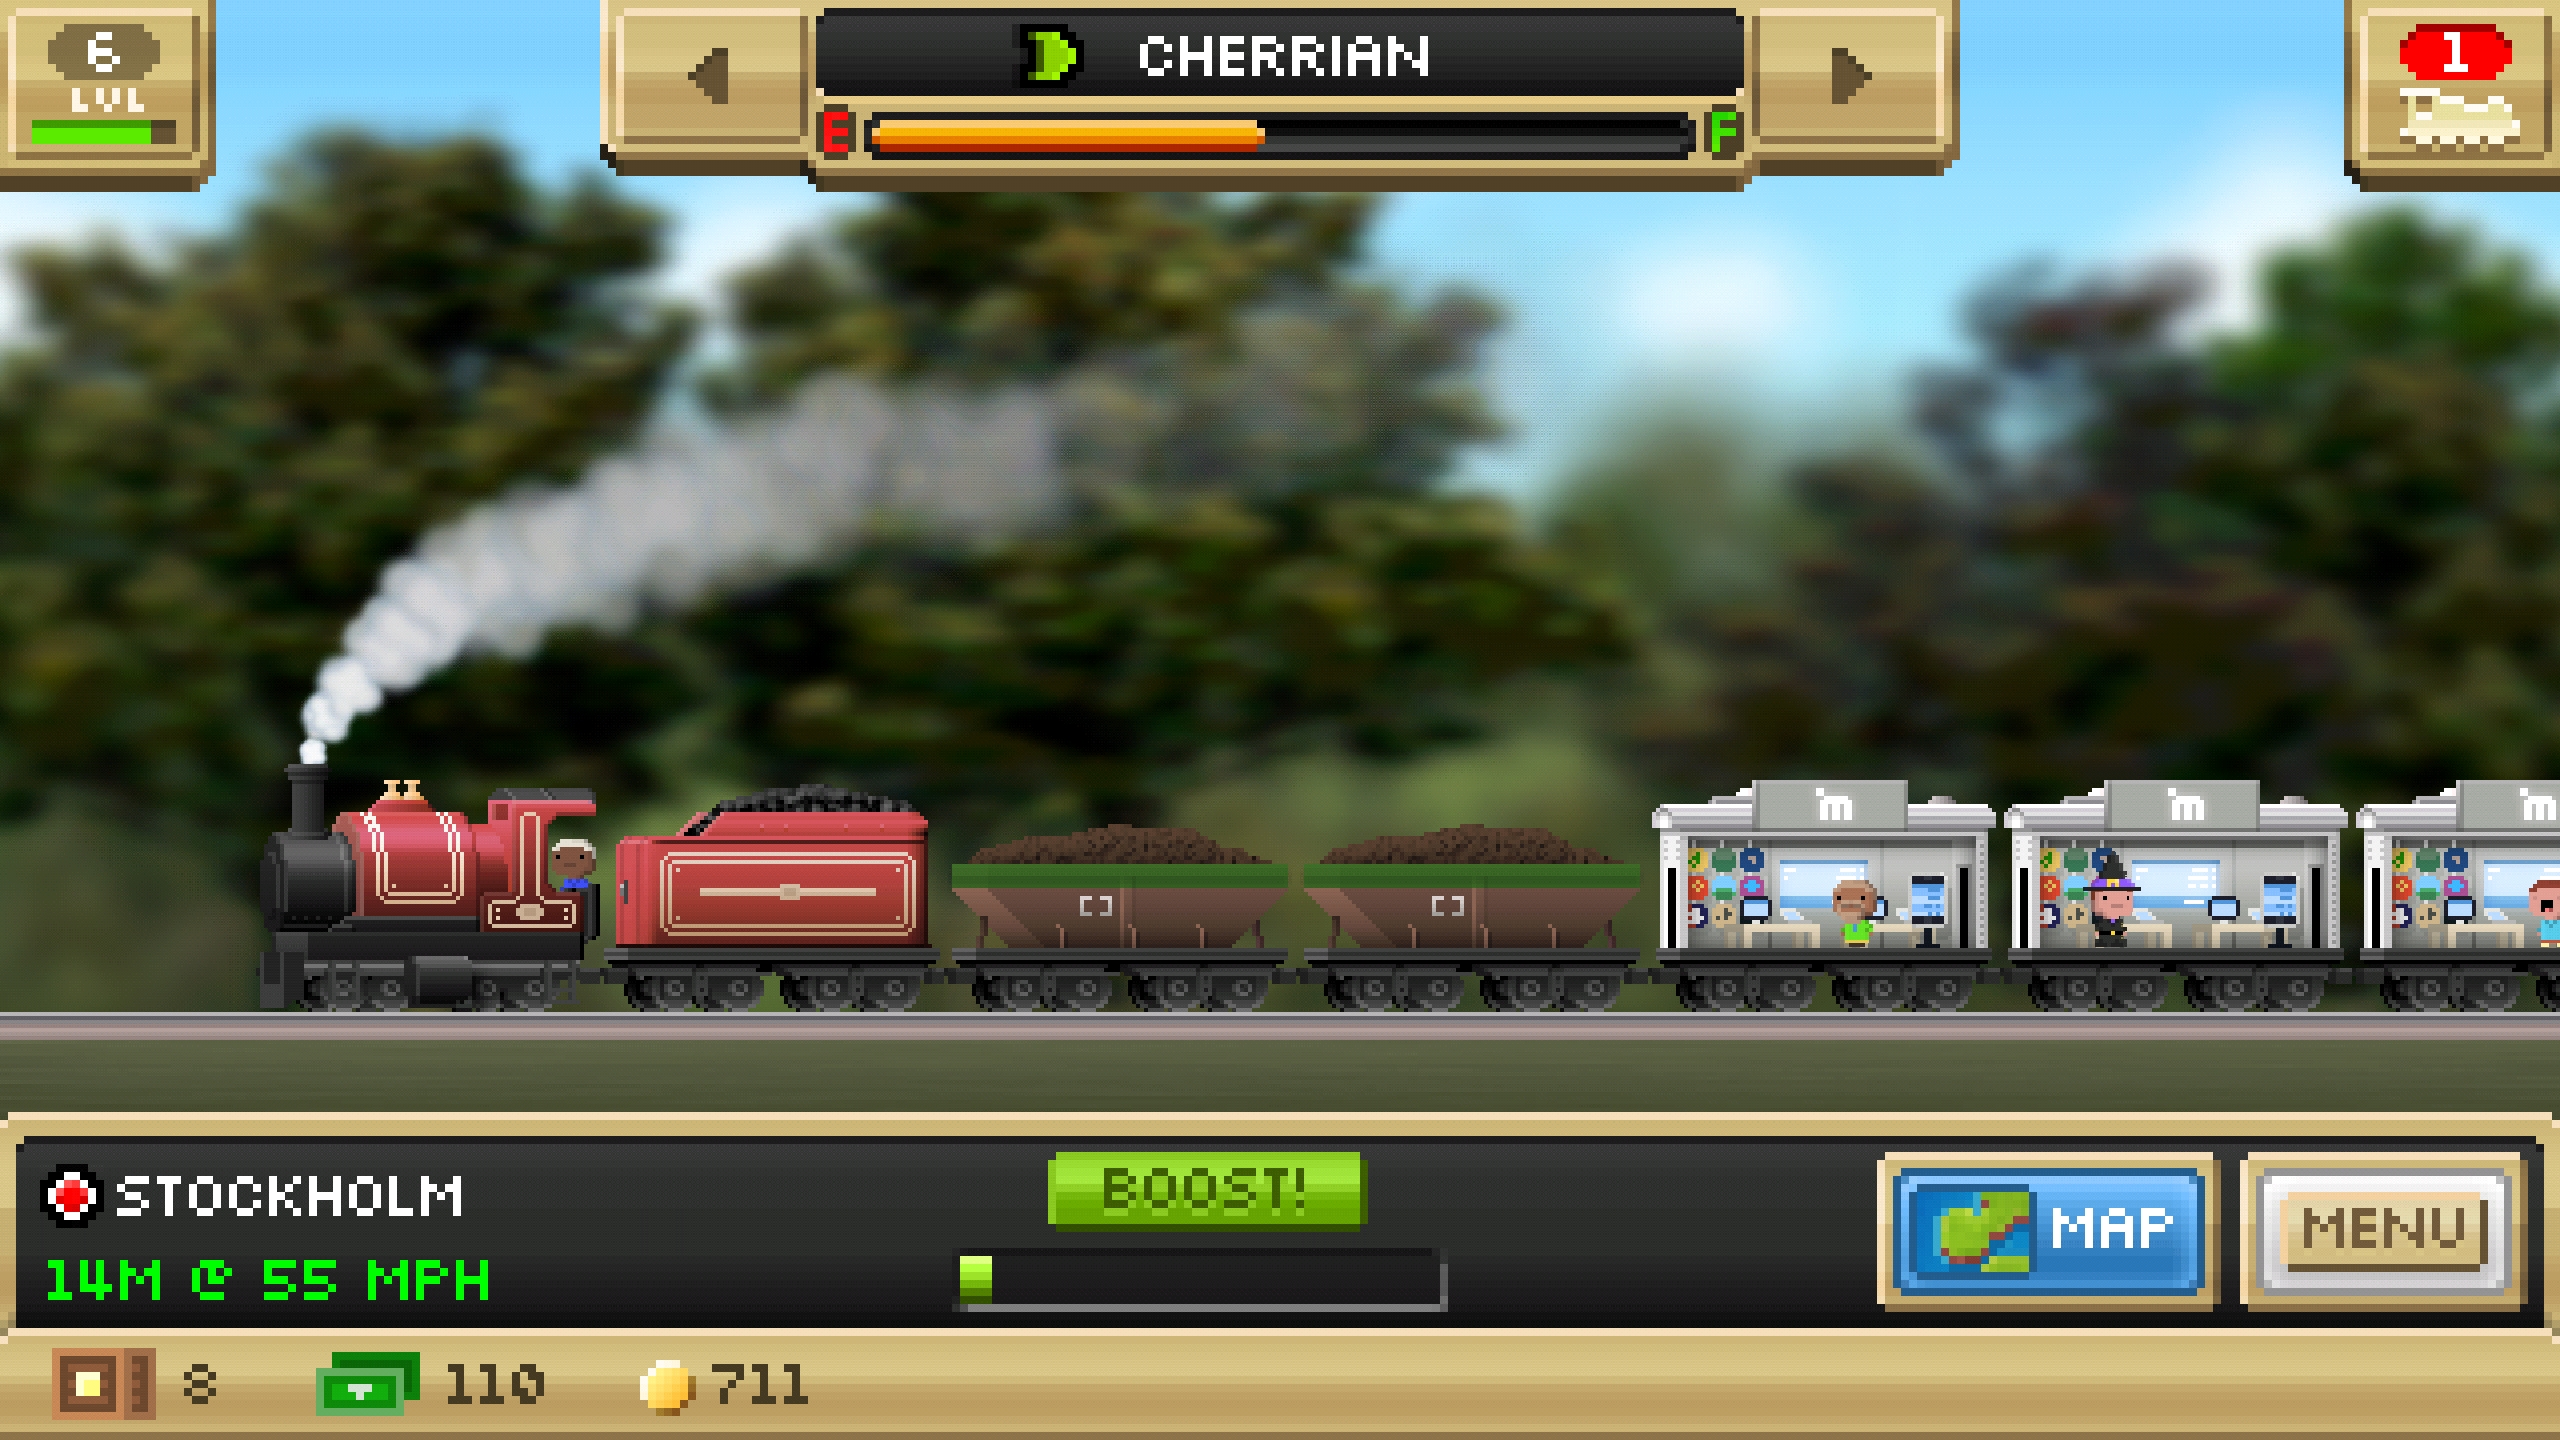 6
LVL
CHERRIAN
E
F
1
m
m
m
STOCKHOLM
14M @ 55 MPH
BOOST!
MAP
MENU
8
110
711